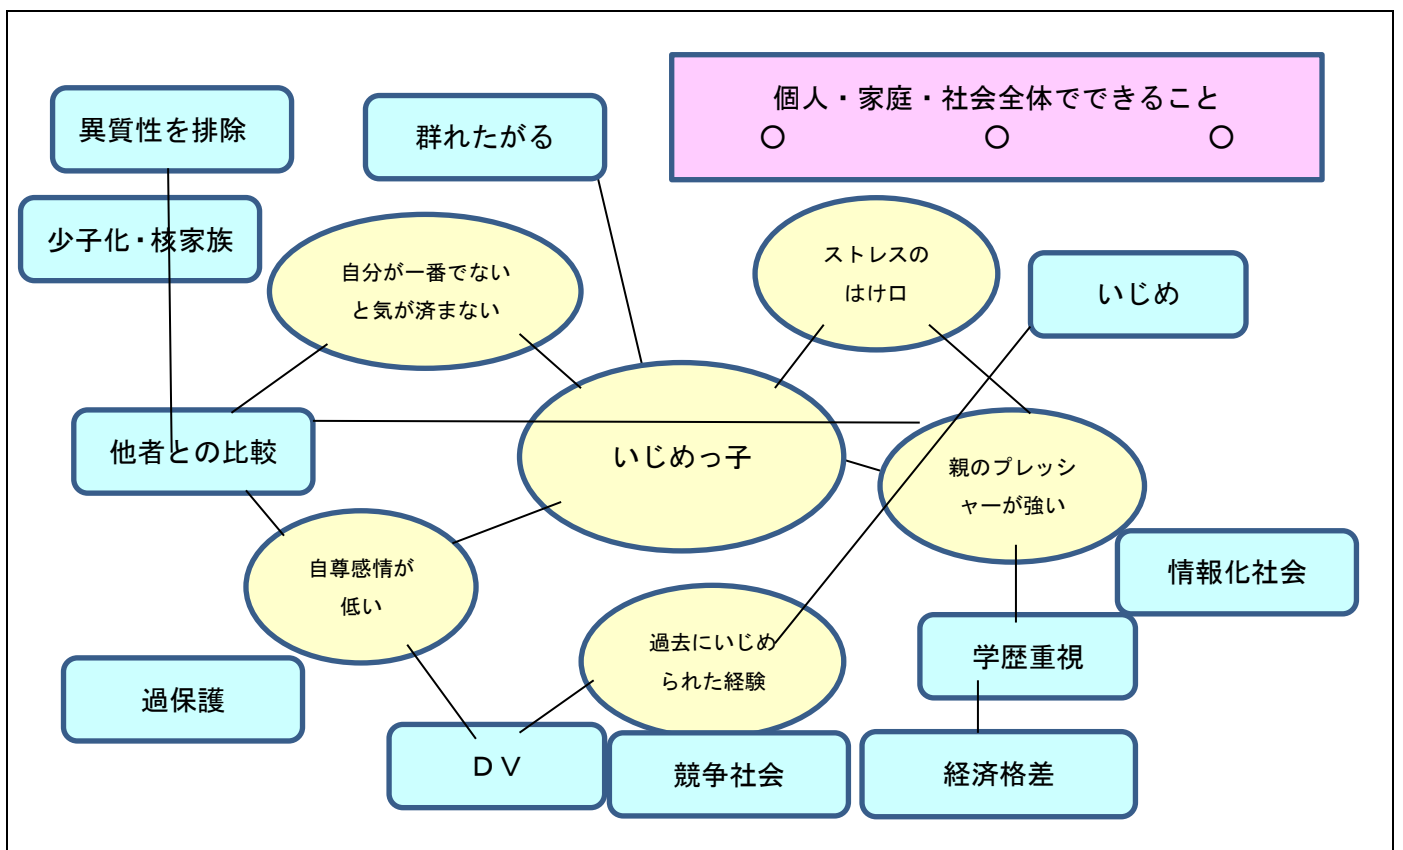 個人・家庭・社会全体でできること
○ ○ ○
異質性を排除
群れたがる
少子化・核家族
自分が一番でない
と気が済まない
ストレスの
はけ口
いじめ
他者との比較
いじめっ子
親のプレッシ
ャーが強い
自尊感情が
低い
情報化社会
過去にいじめ
られた経験
学歴重視
過保護
ＤＶ
競争社会
経済格差